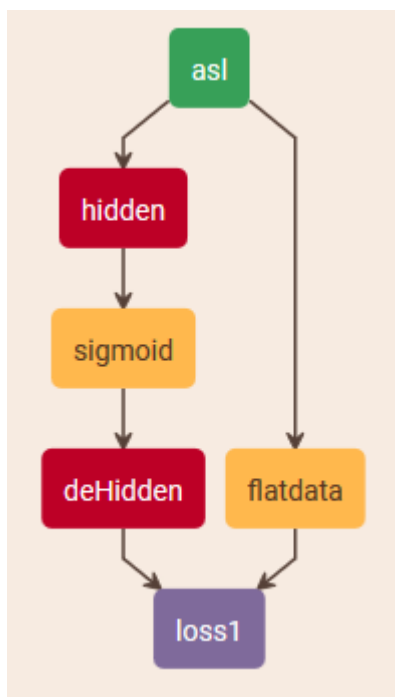 asl
hidden
sigmoid
deHidden
flatdata
loss1